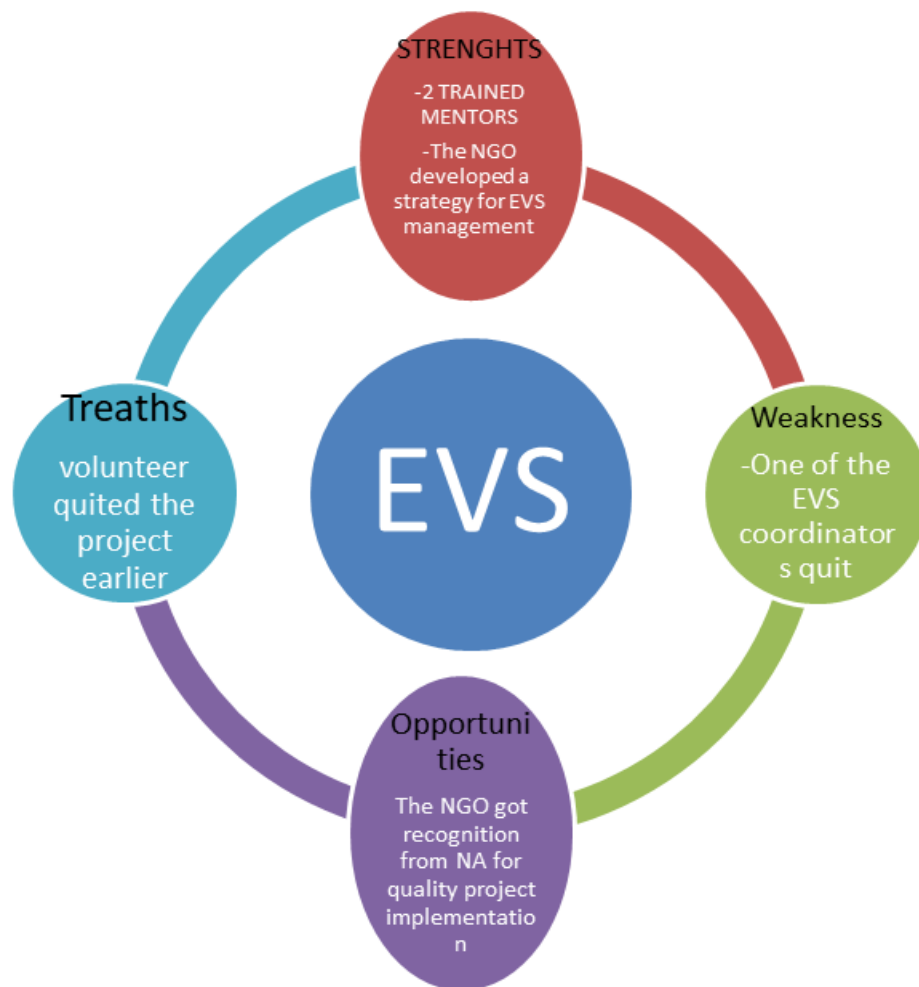 STRENGHTS
-2 TRAINED
MENTORS
-The NGO
developed a
strategy for EVS
management
Treaths
volunteer
quited the
project
earlier
EVS
Weakness
-One of the
EVS
coordinator
s quit
Opportuni
ties
The NGO got
recognition
from NA for
quality project
implementatio
n